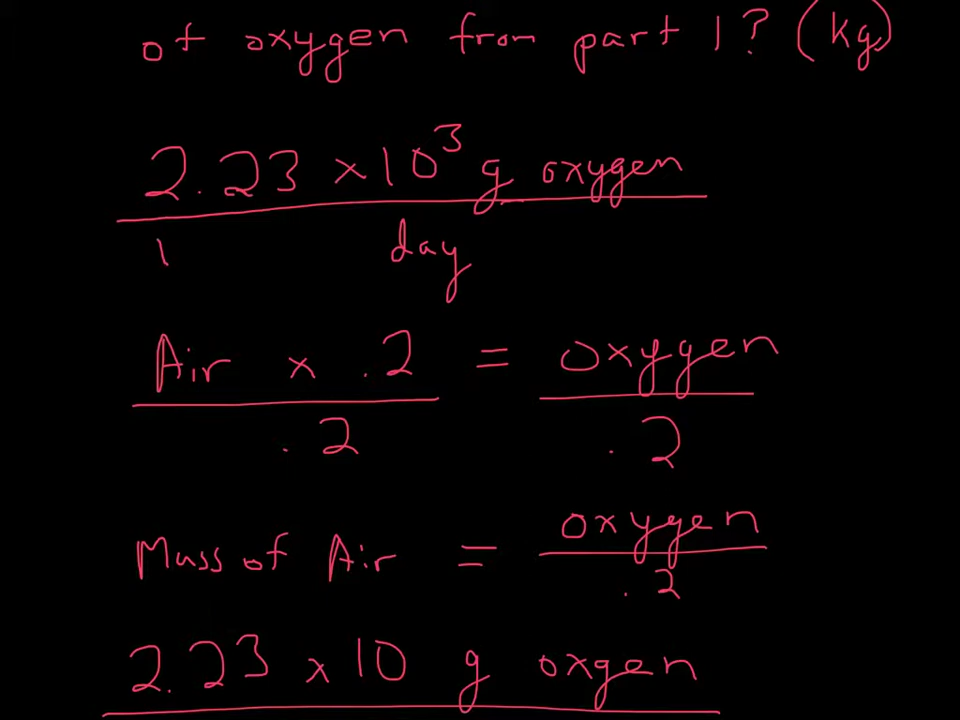 of oxygen from part 1? (kg)
2.23 x 10³ g oxygen
1 day
Air x .2 = oxygen
.2 .2
Mass of Air = oxygen
.2
2.23 x 10 g oxgen